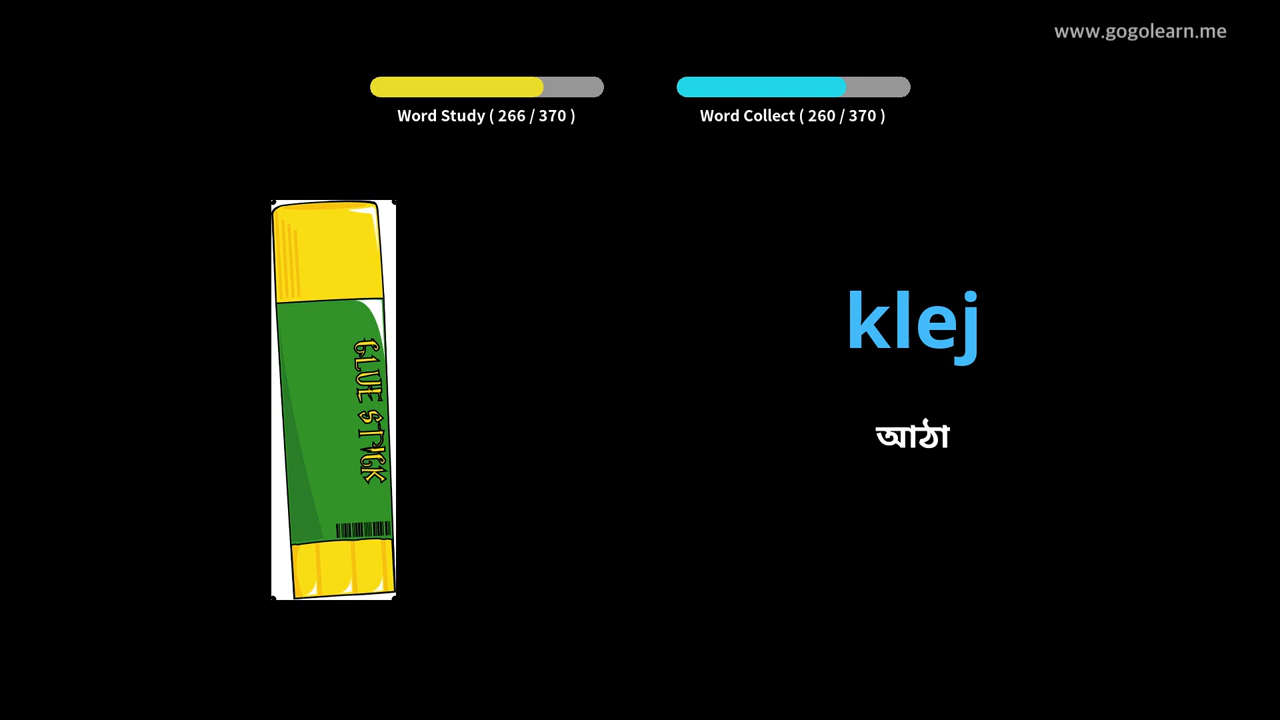 www.gogolearn.me
Word Study ( 266 / 370 )
Word Collect ( 260 / 370 )
GLUE STICK
klej
আঠা